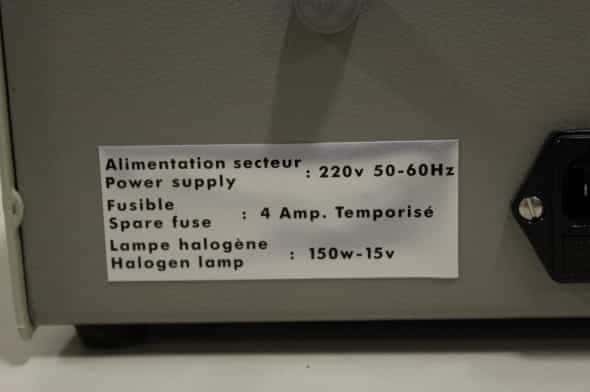 Alimentation secteur
Power supply : 220v 50-60Hz
Fusible
Spare fuse : 4 Amp. Temporisé
Lampe halogène
Halogen lamp : 150w-15v